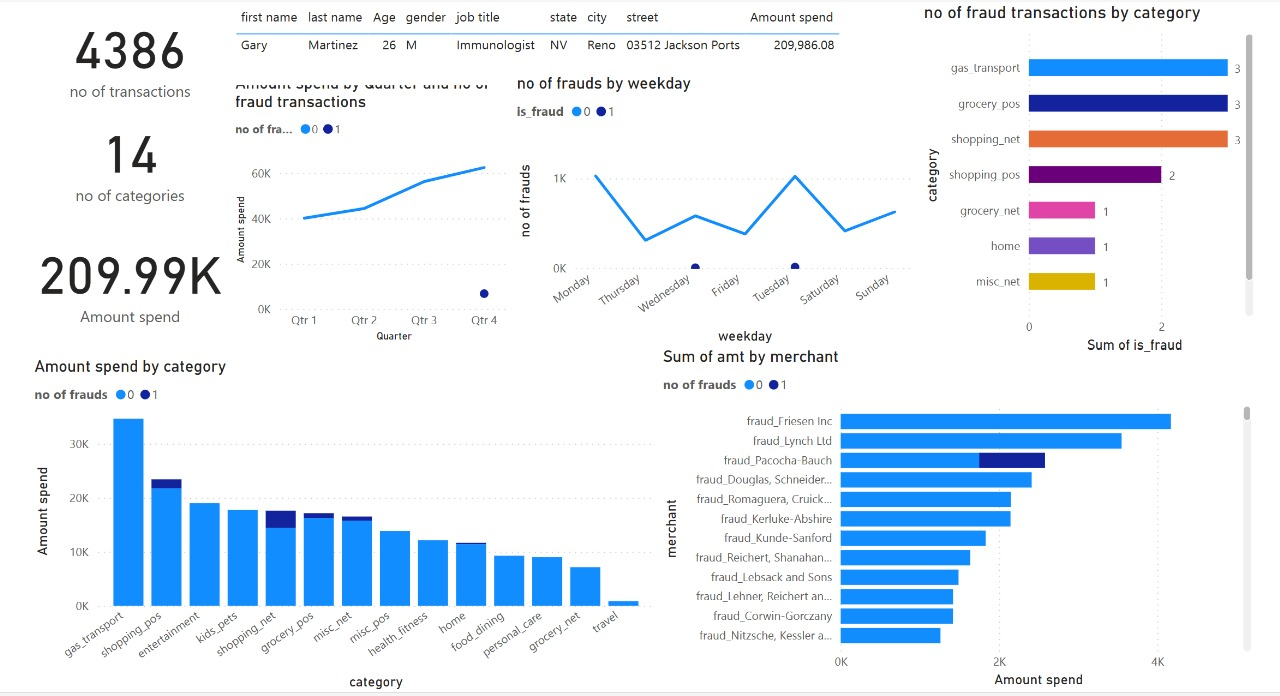 4386
no of transactions
14
no of categories
209.99K
Amount spend
first name last name Age gender job title state city street Amount spend
Gary Martinez 26 M Immunologist NV Reno 03512 Jackson Ports 209,986.08
Amount spend by Quarter and no of
fraud transactions
no of fra... 0 1
Amount spend
60K
40K
20K
0K
Qtr 1 Qtr 2 Qtr 3 Qtr 4
Quarter
no of frauds by weekday
is_fraud 0 1
no of frauds
1K
0K
Monday Thursday Wednesday Friday Tuesday Saturday Sunday
weekday
no of fraud transactions by category
category
gas_transport 3
grocery_pos 3
shopping_net 3
shopping_pos 2
grocery_net 1
home 1
misc_net 1
0 2
Sum of is_fraud
Amount spend by category
no of frauds 0 1
Amount spend
30K
20K
10K
0K
gas_transport shopping_pos entertainment kids_pets shopping_net grocery_pos misc_net misc_pos health_fitness home food_dining personal_care grocery_net travel
category
Sum of amt by merchant
no of frauds 0 1
merchant
fraud_Friesen Inc
fraud_Lynch Ltd
fraud_Pacocha-Bauch
fraud_Douglas, Schneider...
fraud_Romaguera, Cruick...
fraud_Kerluke-Abshire
fraud_Kunde-Sanford
fraud_Reichert, Shanahan...
fraud_Lebsack and Sons
fraud_Lehner, Reichert an...
fraud_Corwin-Gorczany
fraud_Nitzsche, Kessler a...
0K 2K 4K
Amount spend